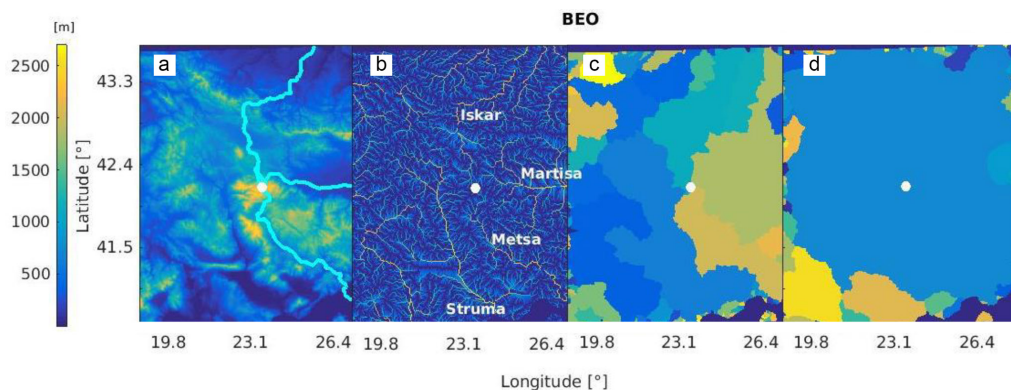 BEO
[m]
2500
2000
1500
1000
500
Latitude [°]
43.3
42.4
41.5
a
b
c
d
Iskar
Martisa
Metsa
Struma
19.8 23.1 26.4 19.8 23.1 26.4 19.8 23.1 26.4 19.8 23.1 26.4
Longitude [°]